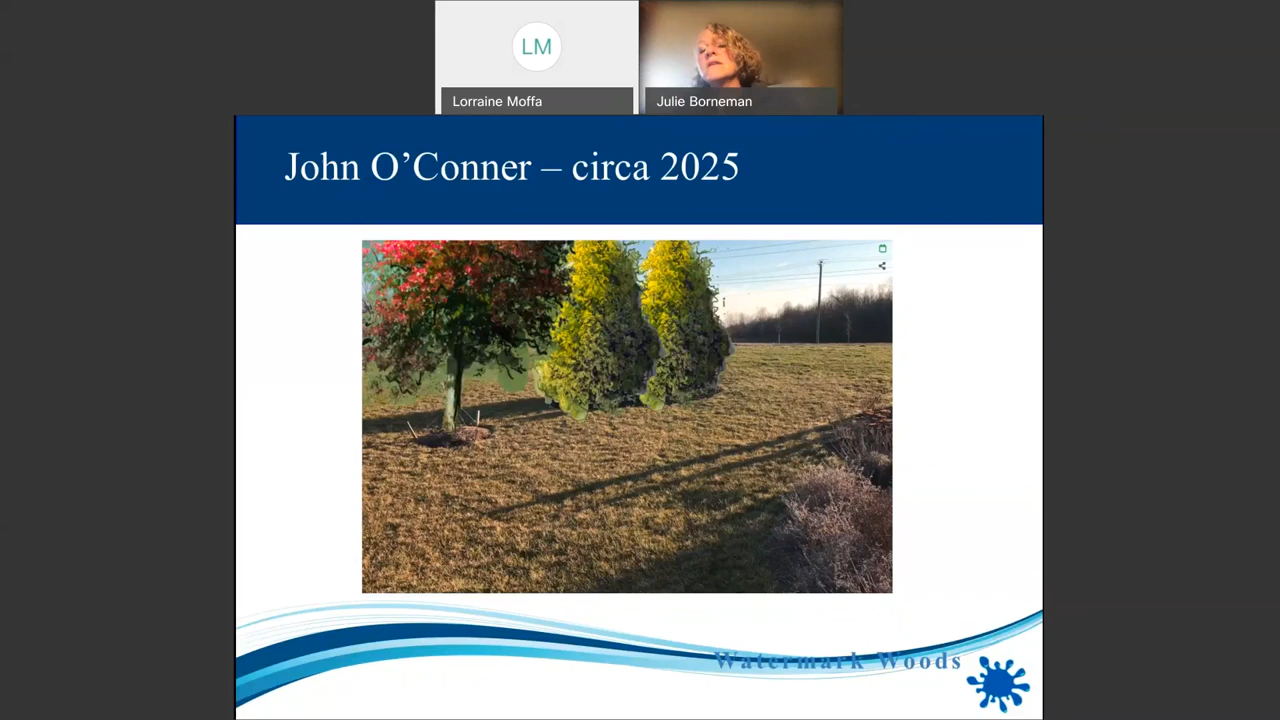 LM
Lorraine Moffa
Julie Borneman
John O’Conner – circa 2025
Watermark Woods